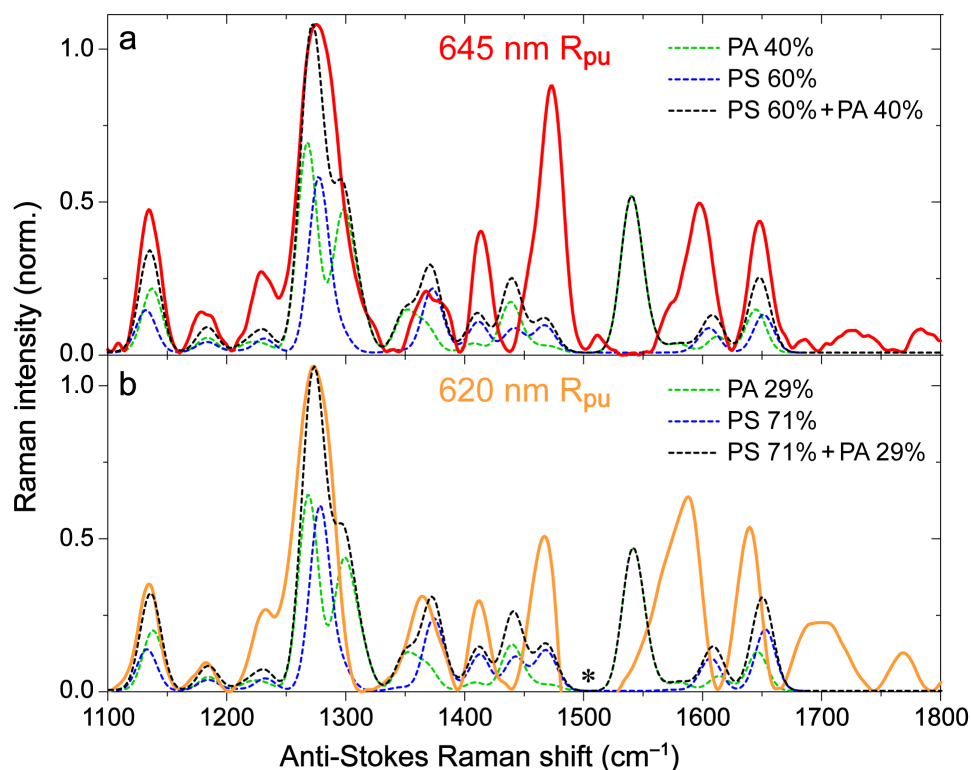 a
645 nm Rpu
PA 40%
PS 60%
PS 60% + PA 40%
1.0
0.5
0.0
b
620 nm Rpu
PA 29%
PS 71%
PS 71% + PA 29%
1.0
0.5
0.0
*
Raman intensity (norm.)
1100 1200 1300 1400 1500 1600 1700 1800
Anti-Stokes Raman shift (cm⁻¹)